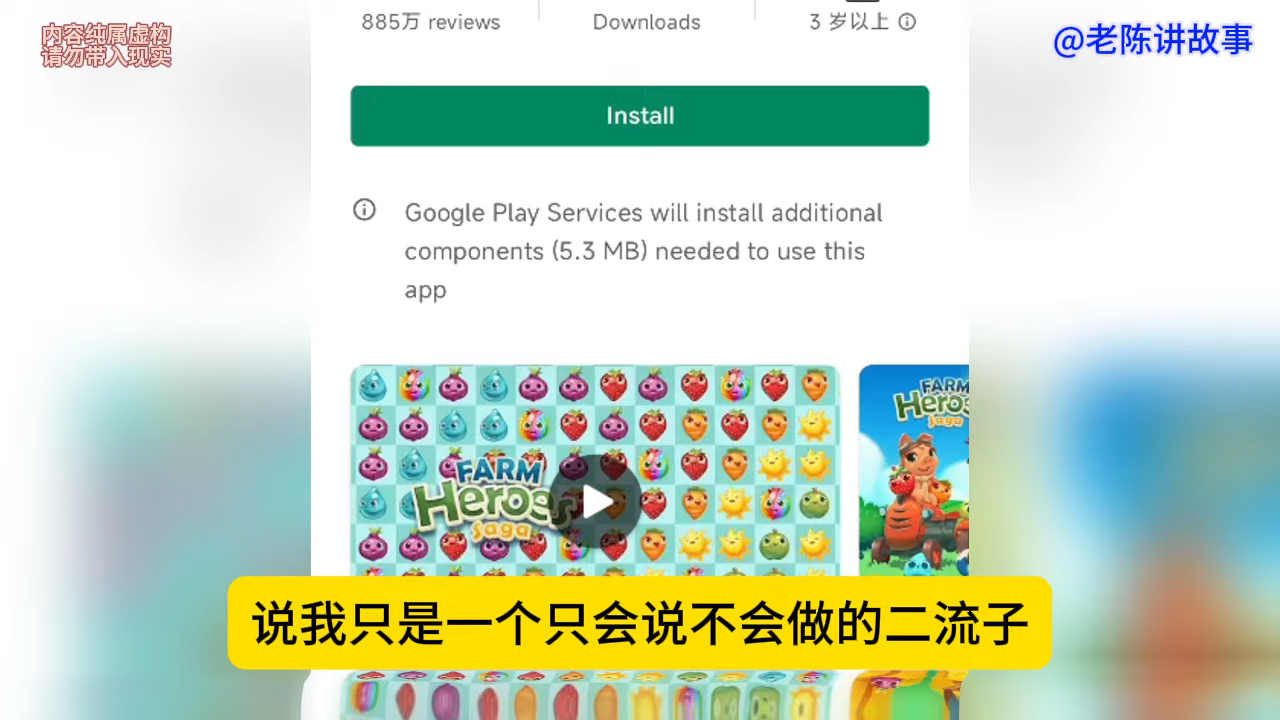 内容纯属虚构
请勿带入现实
@老陈讲故事
885万 reviews
Downloads
3 岁以上
Install
Google Play Services will install additional
components (5.3 MB) needed to use this
app
FARM
Heroes
Saga
FARM
Heroes
Saga
说我只是一个只会说不会做的二流子